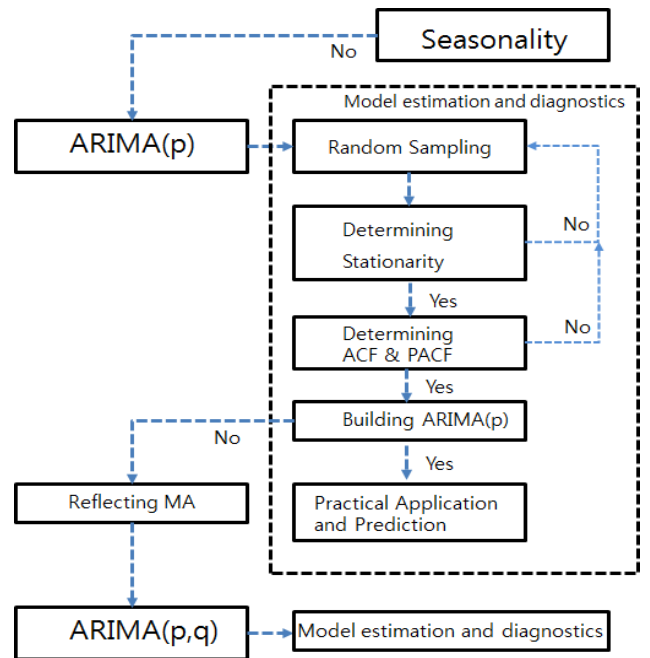 Seasonality
No
Model estimation and diagnostics
ARIMA(p)
Random Sampling
Determining
Stationarity
No
Yes
Determining
ACF & PACF
No
Yes
Building ARIMA(p)
No
Yes
Reflecting MA
Practical Application
and Prediction
ARIMA(p,q)
Model estimation and diagnostics